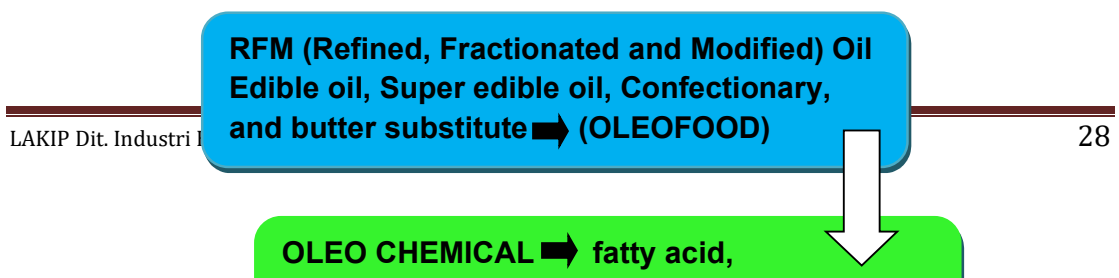 RFM (Refined, Fractionated and Modified) Oil
Edible oil, Super edible oil, Confectionary,
and butter substitute ➡ (OLEOFOOD)
LAKIP Dit. Industri
28
OLEO CHEMICAL ➡ fatty acid,